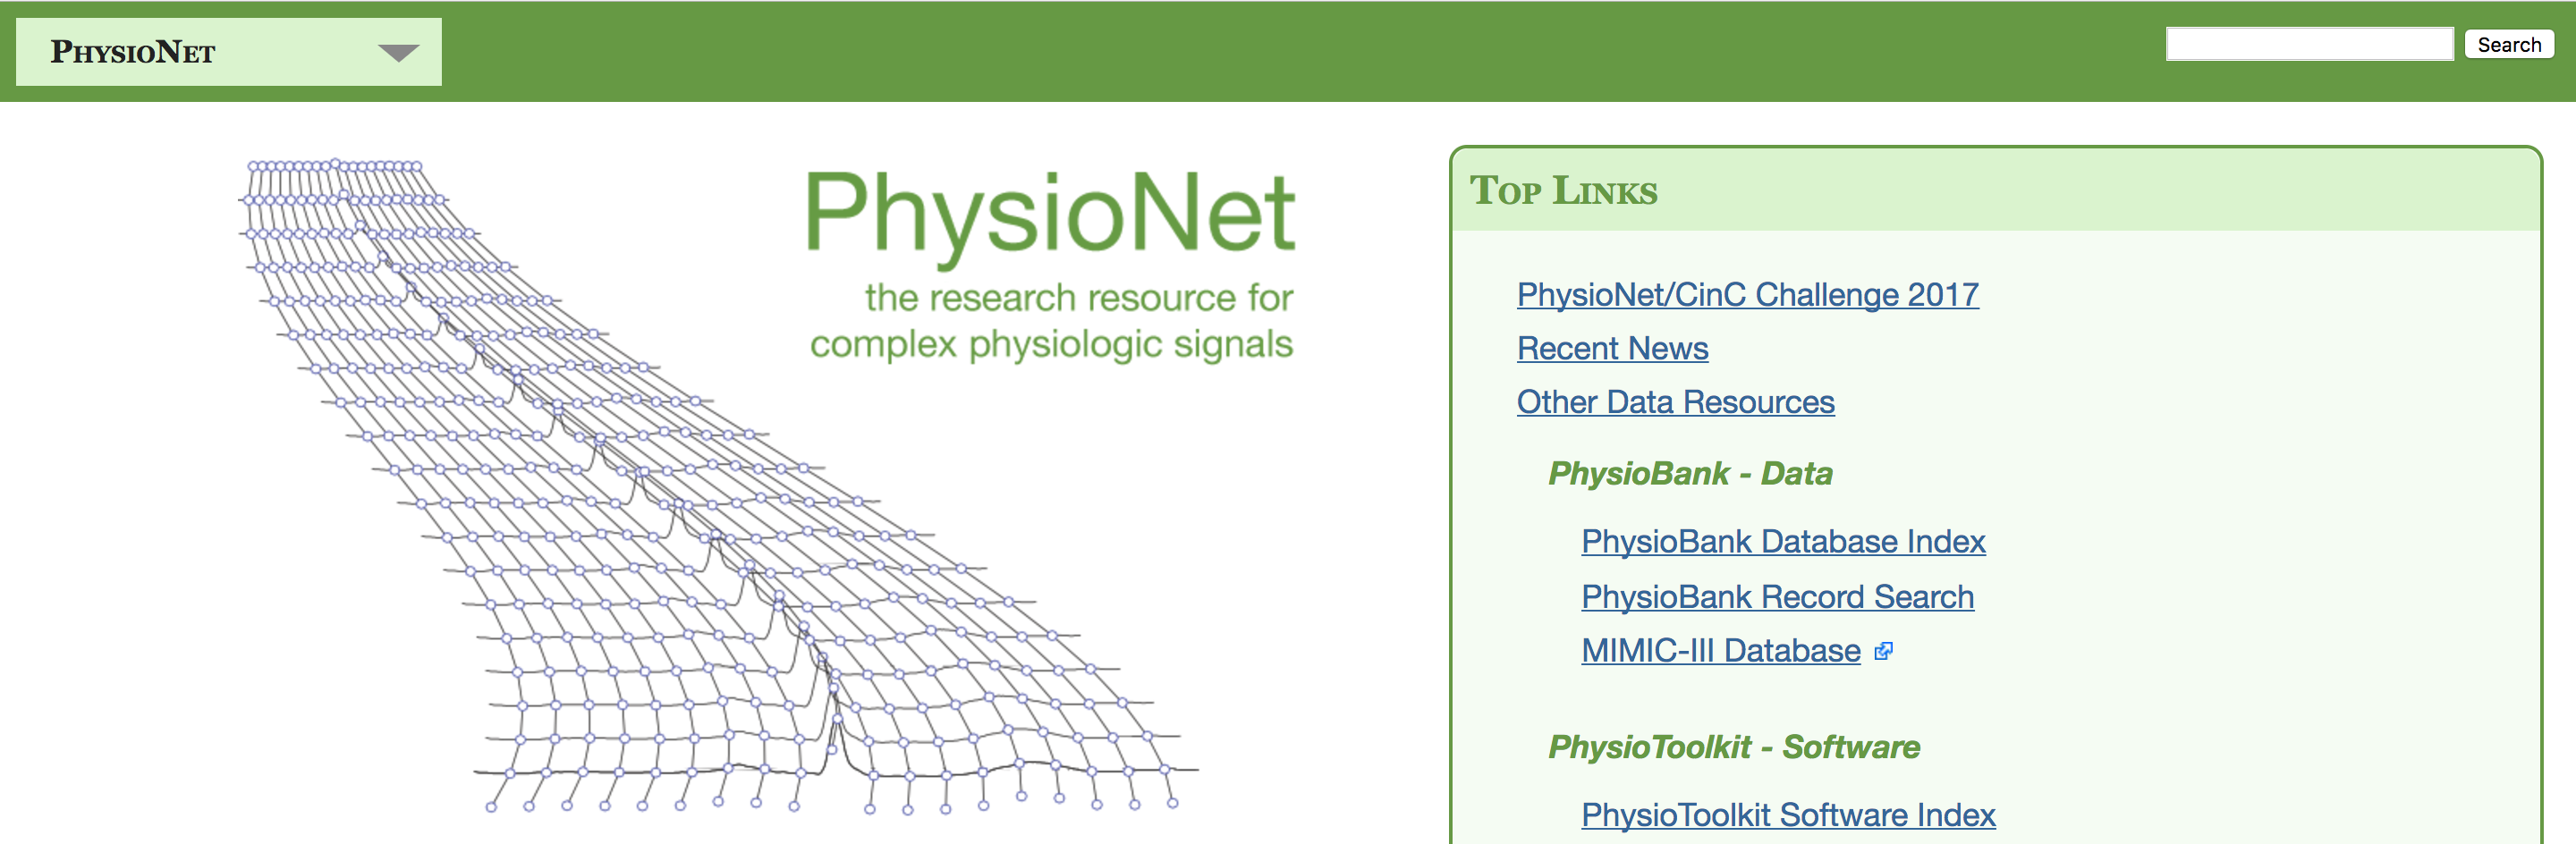 PhysioNet
Search
PhysioNet
the research resource for
complex physiologic signals
Top Links
PhysioNet/CinC Challenge 2017
Recent News
Other Data Resources
PhysioBank - Data
PhysioBank Database Index
PhysioBank Record Search
MIMIC-III Database
PhysioToolkit - Software
PhysioToolkit Software Index